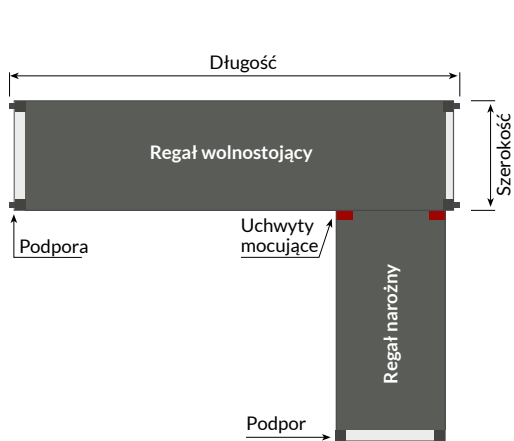 Długość
Regał wolnostojący
Szerokość
Uchwyty
mocujące
Podpora
Regał narożny
Podpor